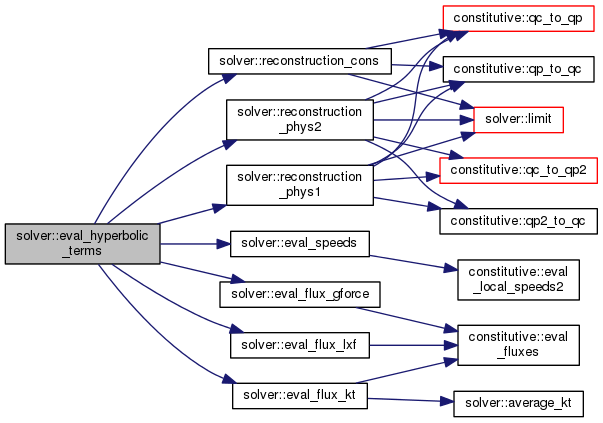 solver::eval_hyperbolic
_terms
solver::reconstruction_cons
solver::reconstruction
_phys2
solver::reconstruction
_phys1
solver::eval_speeds
solver::eval_flux_gforce
solver::eval_flux_lxf
solver::eval_flux_kt
constitutive::qc_to_qp
constitutive::qp_to_qc
solver::limit
constitutive::qc_to_qp2
constitutive::qp2_to_qc
constitutive::eval
_local_speeds2
constitutive::eval
_fluxes
solver::average_kt